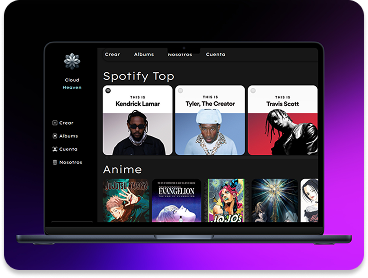 Crear
Albums
Nosotros
Cuenta
Cloud
Heaven
Crear
Albums
Cuenta
Nosotros
Spotify Top
THIS IS
Kendrick Lamar
THIS IS
Tyler, The Creator
THIS IS
Travis Scott
Anime
EVANGELION
JOJO'S